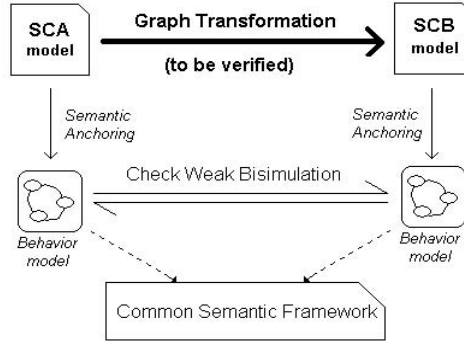 SCA
model
Graph Transformation
(to be verified)
SCB
model
Semantic
Anchoring
Semantic
Anchoring
Check Weak Bisimulation
Behavior
model
Behavior
model
Common Semantic Framework